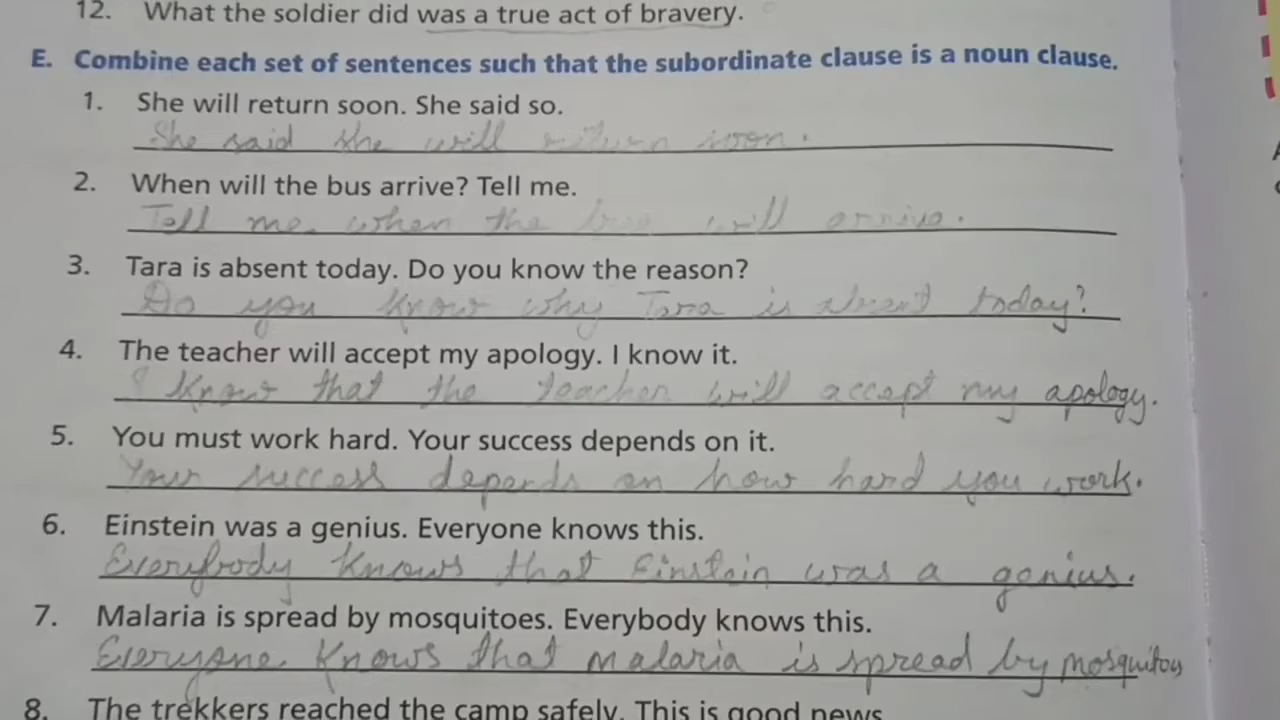 12. What the soldier did was a true act of bravery.
E. Combine each set of sentences such that the subordinate clause is a noun clause.
1. She will return soon. She said so.
She said she will return soon.
2. When will the bus arrive? Tell me.
Tell me when the bus will arrive.
3. Tara is absent today. Do you know the reason?
Do you know why Tara is absent today?
4. The teacher will accept my apology. I know it.
I know that the teacher will accept my apology.
5. You must work hard. Your success depends on it.
Your success depends on how hard you work.
6. Einstein was a genius. Everyone knows this.
Everybody knows that Einstein was a genius.
7. Malaria is spread by mosquitoes. Everybody knows this.
Everyone knows that malaria is spread by
8. The trekkers reached the camp safely. This is good news